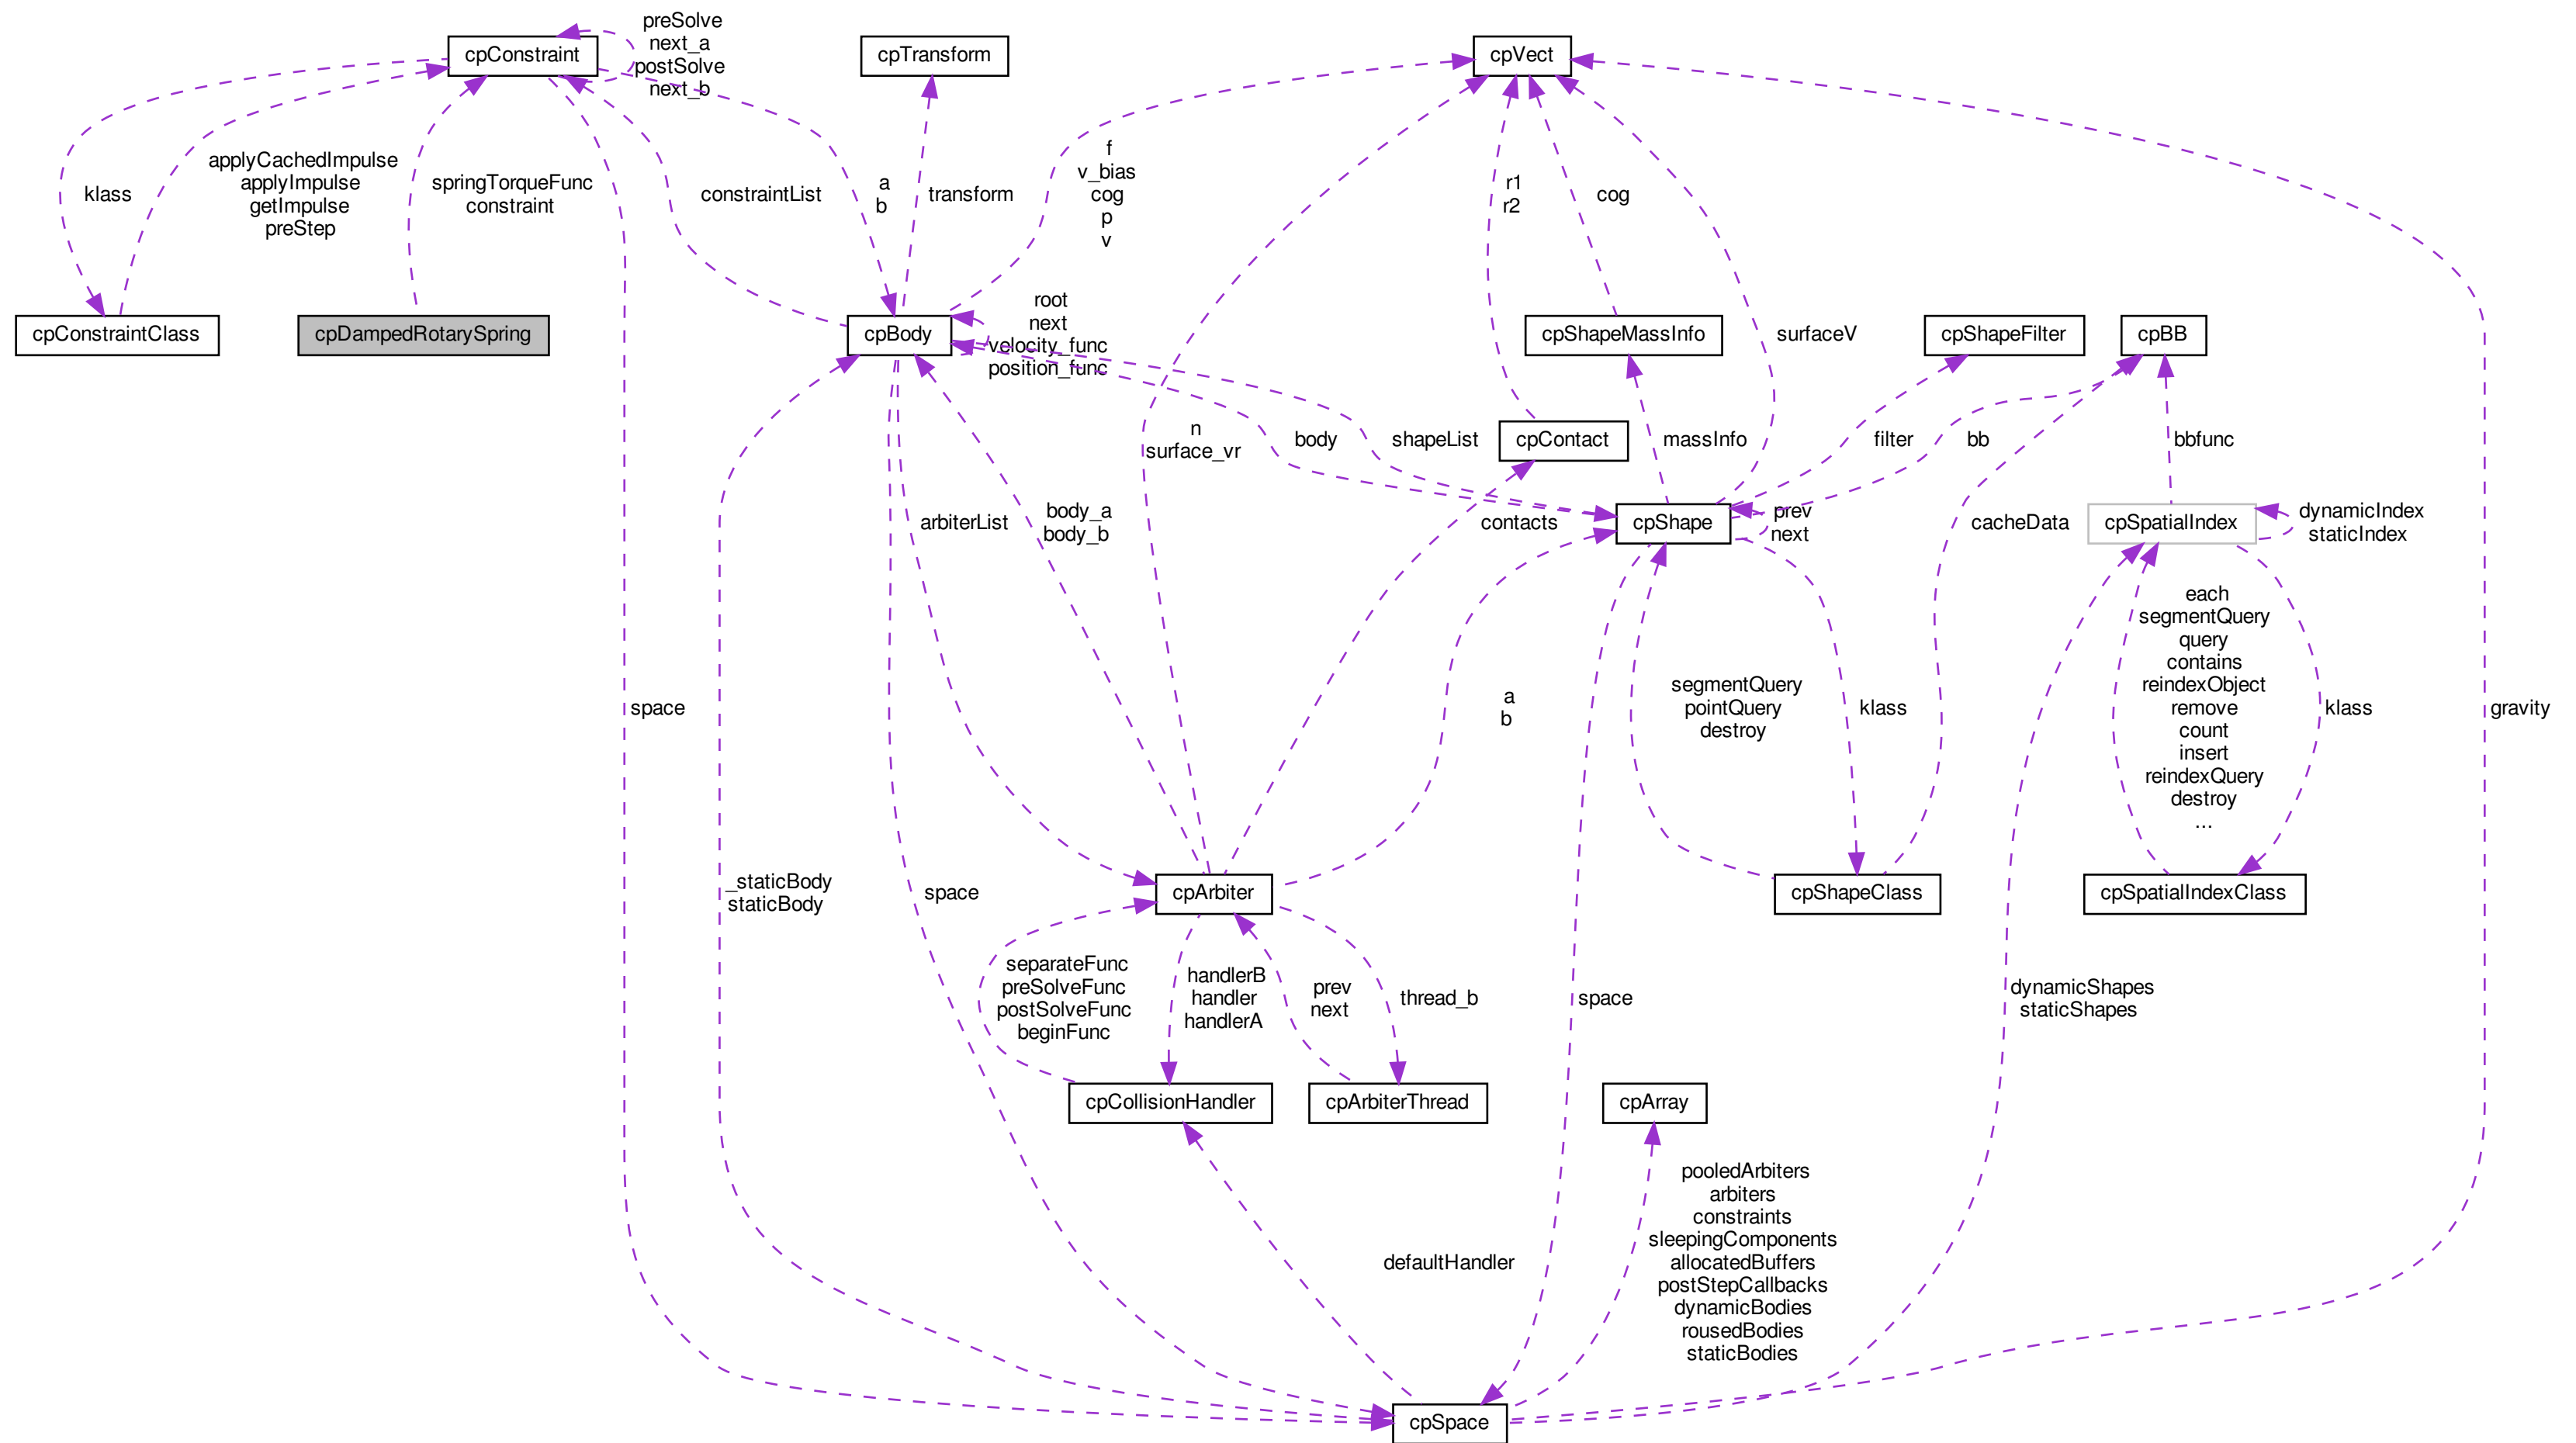 preSolve
next_a
postSolve
next_b
cpConstraint
cpTransform
cpVect
klass
applyCachedImpulse
applyImpulse
getImpulse
preStep
springTorqueFunc
constraint
constraintList
a
b
transform
f
v_bias
cog
p
v
r1
r2
cog
cpConstraintClass
cpDampedRotarySpring
cpBody
root
next
velocity_func
position_func
cpShapeMassInfo
surfaceV
cpShapeFilter
cpBB
n
surface_vr
body
shapeList
cpContact
massInfo
filter
bb
bbfunc
arbiterList
body_a
body_b
contacts
cpShape
prev
next
cacheData
cpSpatialIndex
dynamicIndex
staticIndex
space
a
b
segmentQuery
pointQuery
destroy
klass
each
segmentQuery
query
contains
reindexObject
remove
count
insert
reindexQuery
destroy
...
klass
gravity
_staticBody
staticBody
space
cpArbiter
cpShapeClass
cpSpatialIndexClass
separateFunc
preSolveFunc
postSolveFunc
beginFunc
handlerB
handler
handlerA
prev
next
thread_b
space
dynamicShapes
staticShapes
cpCollisionHandler
cpArbiterThread
cpArray
defaultHandler
pooledArbiters
arbiters
constraints
sleepingComponents
allocatedBuffers
postStepCallbacks
dynamicBodies
rousedBodies
staticBodies
cpSpace